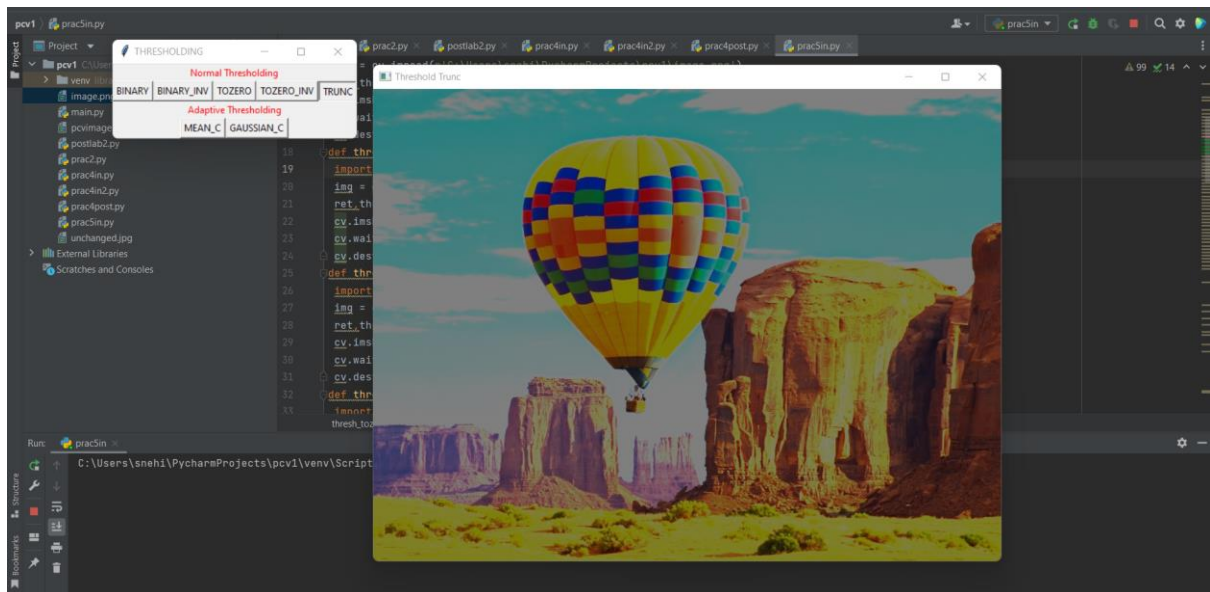 pcv1 prac5in.py prac5in
Project prac2.py postlab2.py prac4in.py prac4in2.py prac4post.py prac5in.py
THRESHOLDING
Normal Thresholding
BINARY BINARY_INV TOZERO TOZERO_INV TRUNC
Adaptive Thresholding
MEAN_C GAUSSIAN_C
Threshold Trunc
99 14
pcv1
venv
main.py
postlab2.py
prac2.py
prac4in.py
prac4in2.py
prac4post.py
prac5in.py
unchanged.jpg
External Libraries
Scratches and Consoles
18 def thr
19 import
20 img =
21 ret,th
22 cv.ims
23 cv.wai
24 cv.des
25 def thr
26 import
27 img =
28 ret,th
29 cv.ims
30 cv.wai
31 cv.des
32 def thr
33 import
thresh_toz
Run: prac5in
C:\Users\snehi\PycharmProjects\pcv1\venv\Script
Structure
Bookmarks